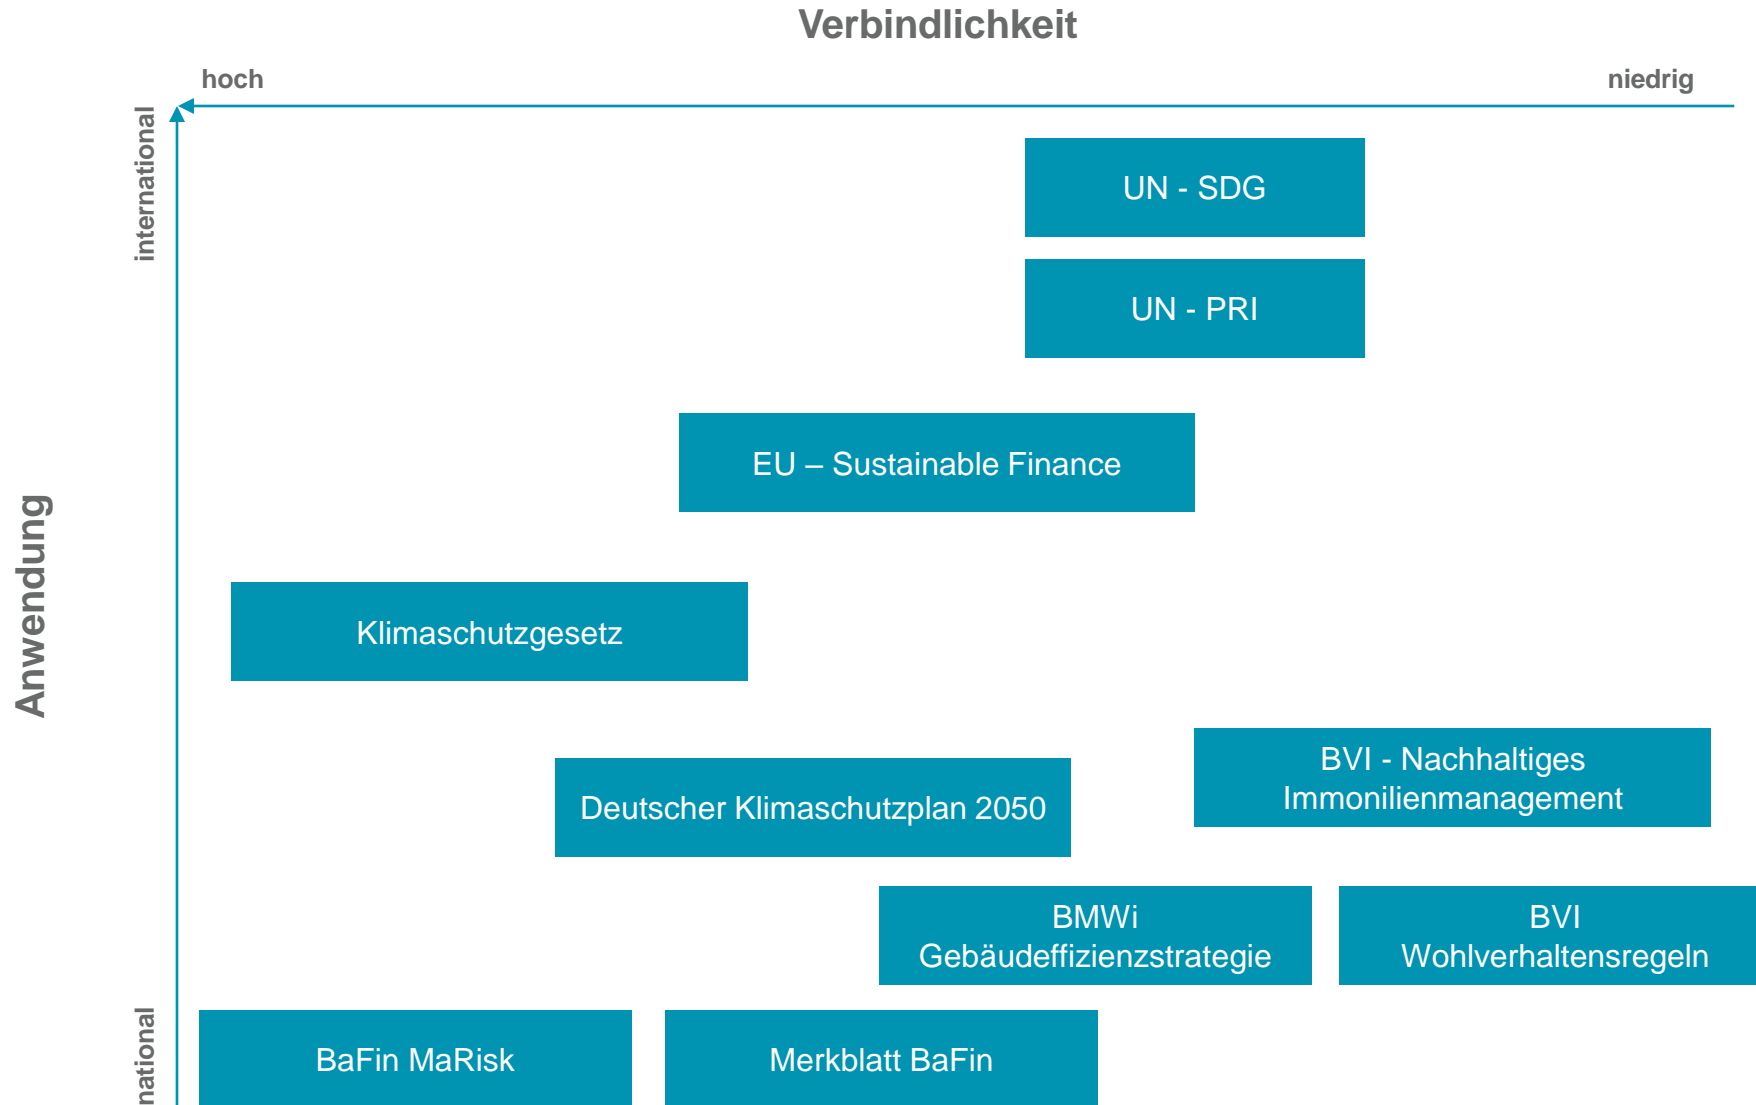 Verbindlichkeit
hoch
niedrig
international
UN - SDG
UN - PRI
EU – Sustainable Finance
Anwendung
Klimaschutzgesetz
BVI - Nachhaltiges
Immonilienmanagement
Deutscher Klimaschutzplan 2050
BMWi
Gebäudeffizienzstrategie
BVI
Wohlverhaltensregeln
national
BaFin MaRisk
Merkblatt BaFin